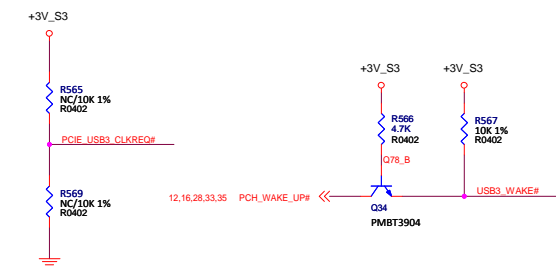 +3V_S3
R565
NC/10K 1%
R0402
PCIE_USB3_CLKREQ#
R569
NC/10K 1%
R0402
+3V_S3
+3V_S3
R566
4.7K
R0402
R567
10K 1%
R0402
Q78_B
12,16,28,33,35 PCH_WAKE_UP#
USB3_WAKE#
Q34
PMBT3904